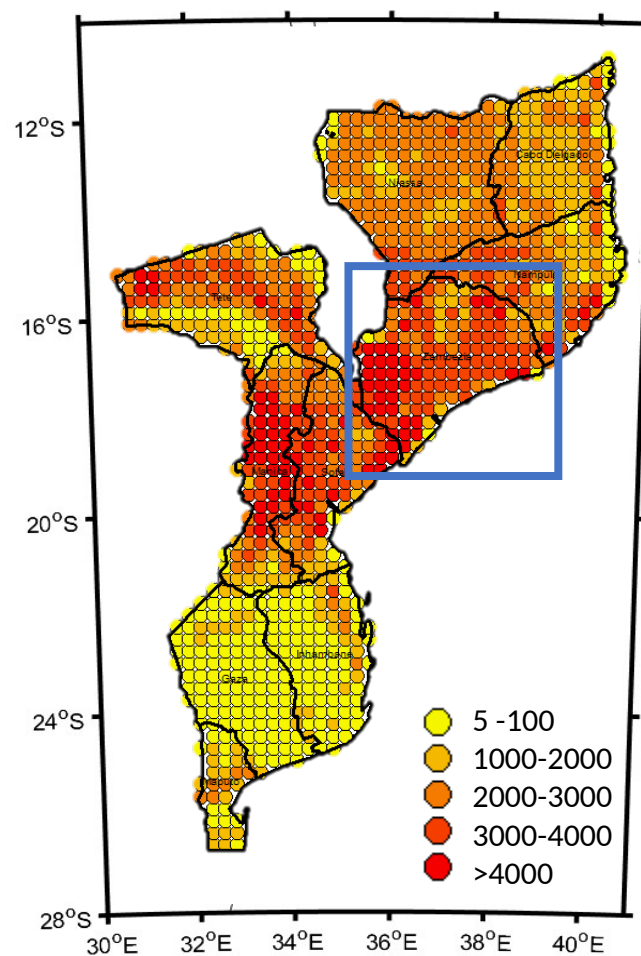 12°S
Cabo Delgado
Niassa
Nampula
Tete
16°S
Zambezia
Manica
Sofala
20°S
Inhambane
Gaza
24°S
5 -100
1000-2000
Maputo
2000-3000
3000-4000
>4000
28°S
30°E 32°E 34°E 36°E 38°E 40°E